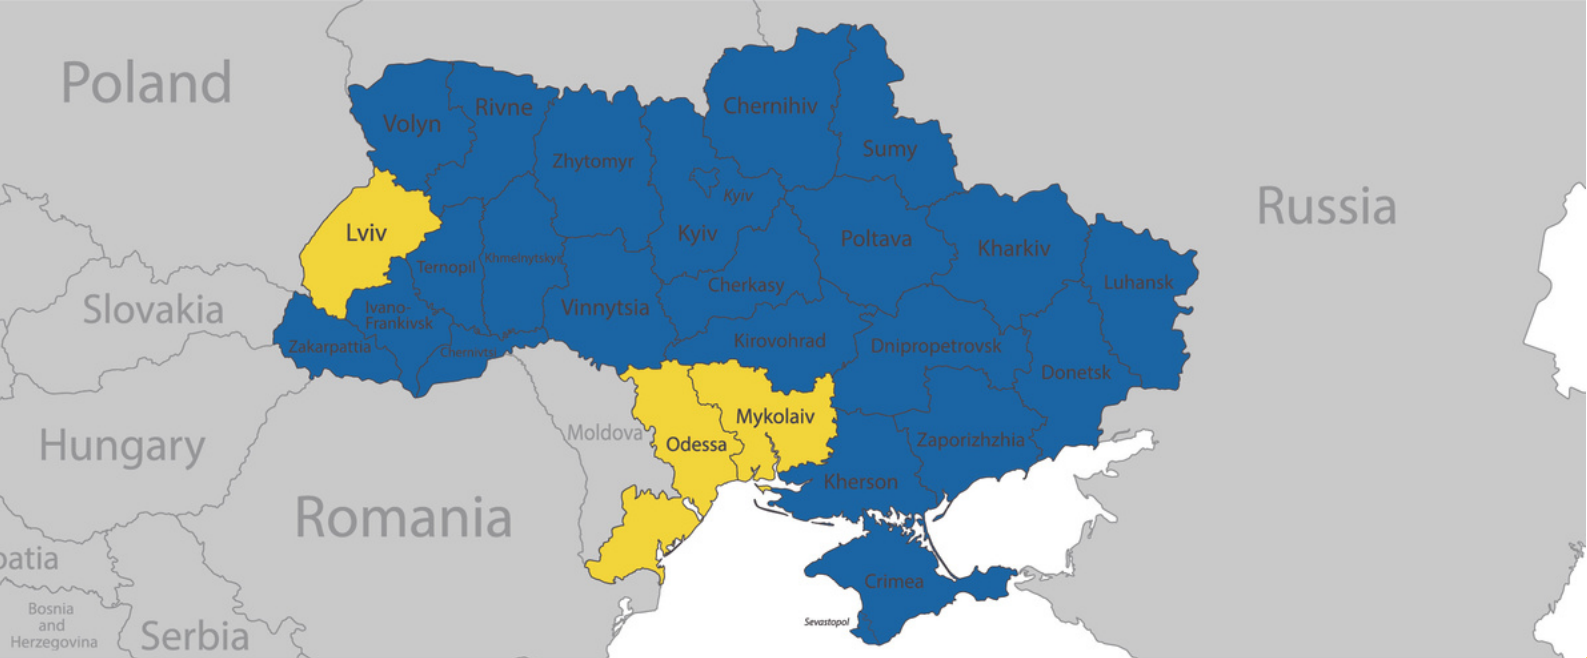 Poland
Volyn
Rivne
Chernihiv
Zhytomyr
Sumy
Kyiv
Russia
Lviv
Kyiv
Poltava
Kharkiv
Ternopil
Khmelnytskyi
Cherkasy
Luhansk
Slovakia
Ivano-
Frankivsk
Vinnytsia
Zakarpattia
Chernivtsi
Kirovohrad
Dnipropetrovsk
Donetsk
Hungary
Moldova
Odessa
Mykolaiv
Zaporizhzhia
Kherson
Romania
oatia
Crimea
Bosnia
and
Herzegovina
Serbia
Sevastopol